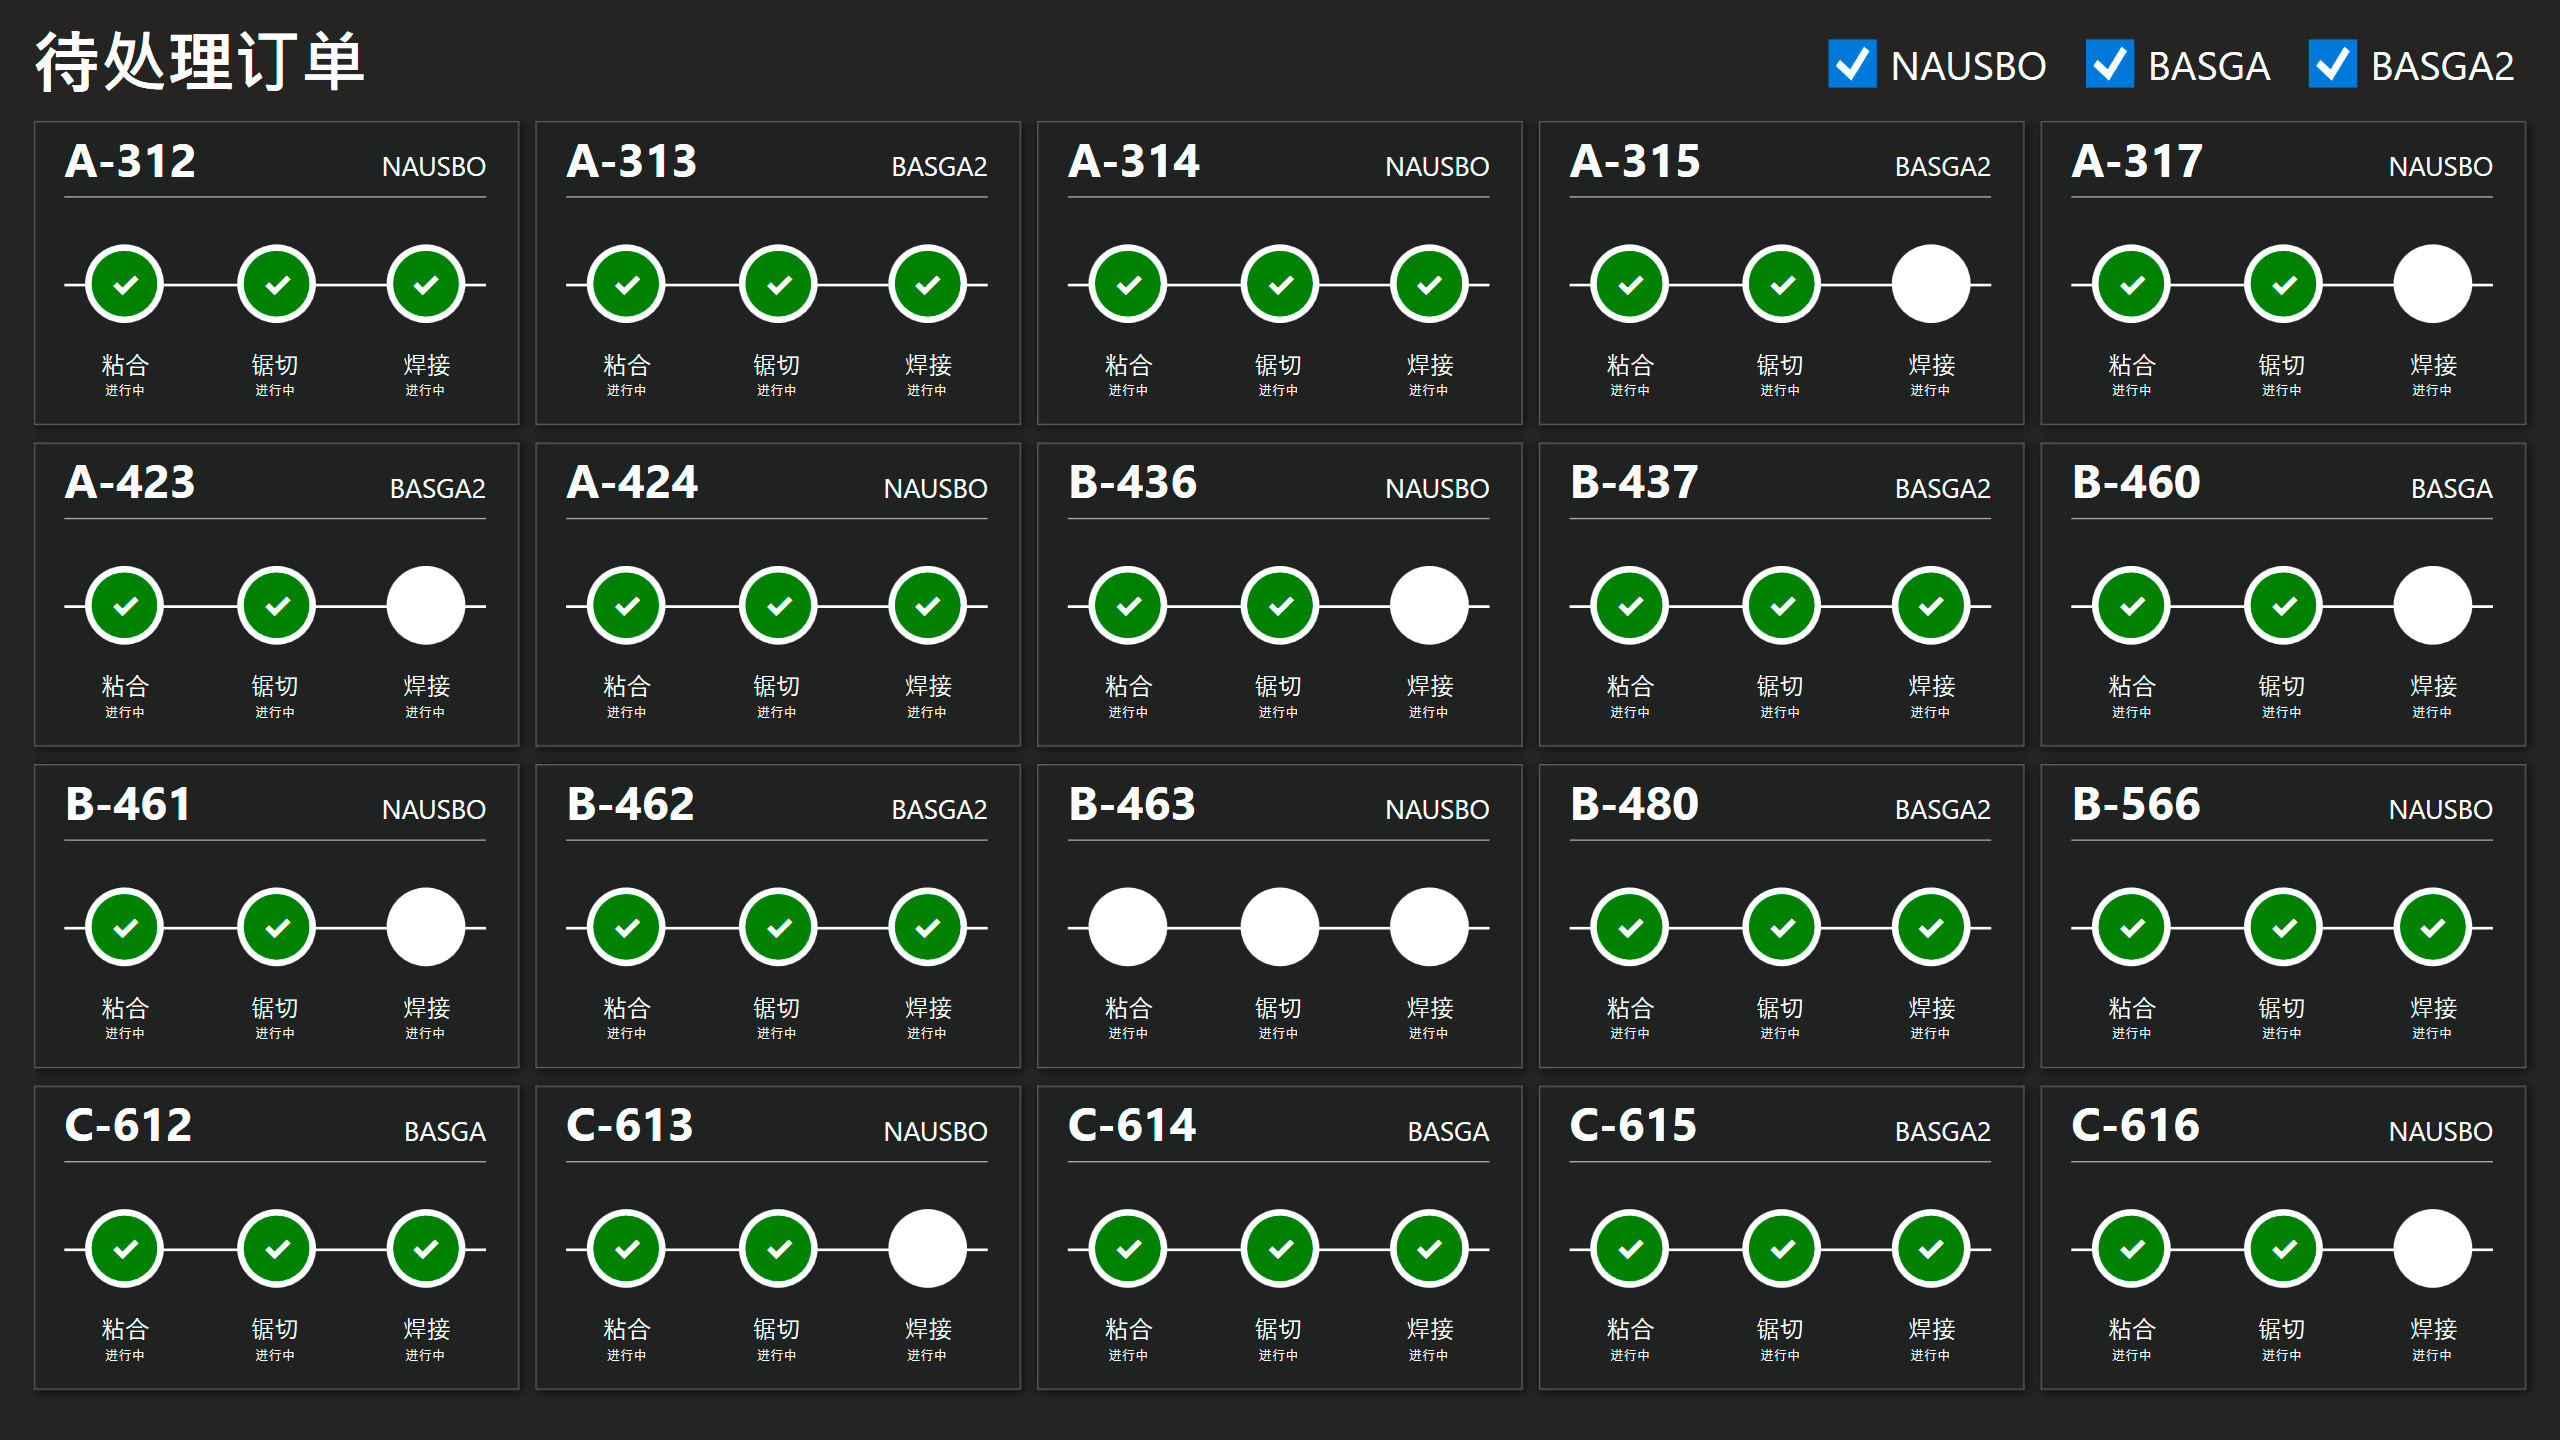 待处理订单
NAUSBO BASGA BASGA2
A-312 NAUSBO
粘合 锯切 焊接
进行中 进行中 进行中
A-313 BASGA2
粘合 锯切 焊接
进行中 进行中 进行中
A-314 NAUSBO
粘合 锯切 焊接
进行中 进行中 进行中
A-315 BASGA2
粘合 锯切 焊接
进行中 进行中 进行中
A-317 NAUSBO
粘合 锯切 焊接
进行中 进行中 进行中
A-423 BASGA2
粘合 锯切 焊接
进行中 进行中 进行中
A-424 NAUSBO
粘合 锯切 焊接
进行中 进行中 进行中
B-436 NAUSBO
粘合 锯切 焊接
进行中 进行中 进行中
B-437 BASGA2
粘合 锯切 焊接
进行中 进行中 进行中
B-460 BASGA
粘合 锯切 焊接
进行中 进行中 进行中
B-461 NAUSBO
粘合 锯切 焊接
进行中 进行中 进行中
B-462 BASGA2
粘合 锯切 焊接
进行中 进行中 进行中
B-463 NAUSBO
粘合 锯切 焊接
进行中 进行中 进行中
B-480 BASGA2
粘合 锯切 焊接
进行中 进行中 进行中
B-566 NAUSBO
粘合 锯切 焊接
进行中 进行中 进行中
C-612 BASGA
粘合 锯切 焊接
进行中 进行中 进行中
C-613 NAUSBO
粘合 锯切 焊接
进行中 进行中 进行中
C-614 BASGA
粘合 锯切 焊接
进行中 进行中 进行中
C-615 BASGA2
粘合 锯切 焊接
进行中 进行中 进行中
C-616 NAUSBO
粘合 锯切 焊接
进行中 进行中 进行中